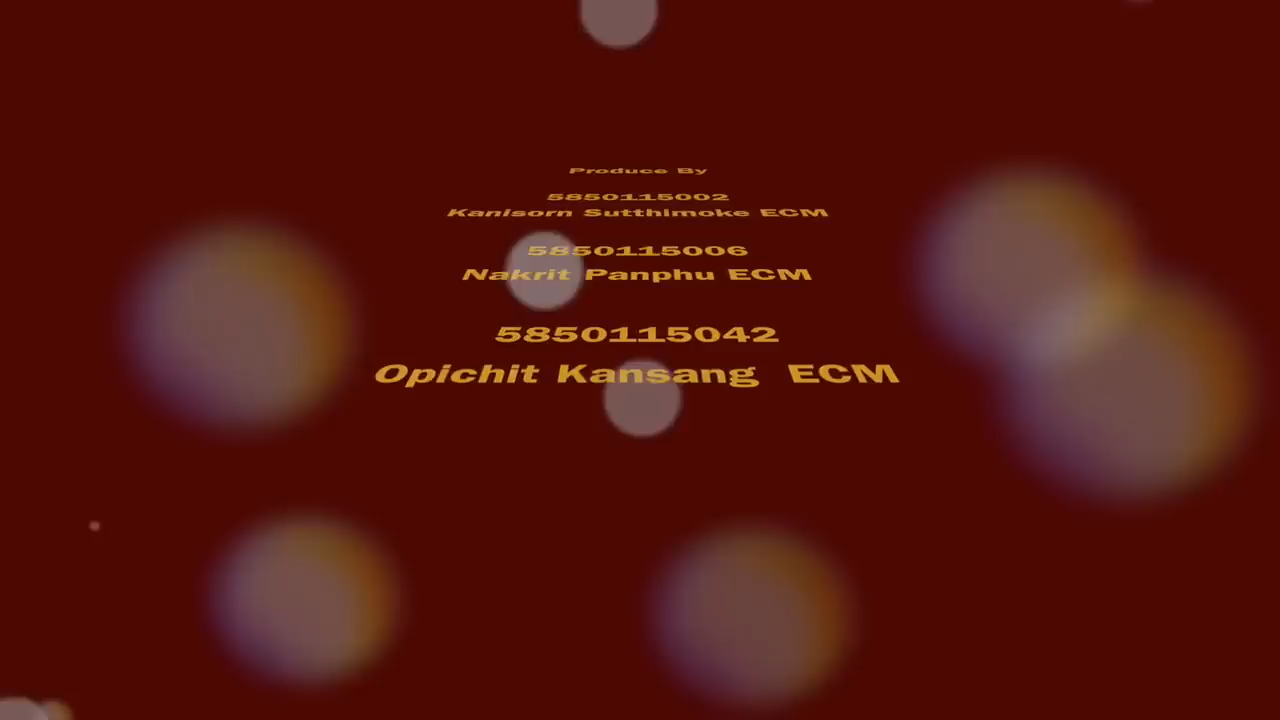 Produce By
5850115002
Kanisorn Sutthimoke ECM
5850115006
Nakrit Panphu ECM
5850115042
Opichit Kansang ECM